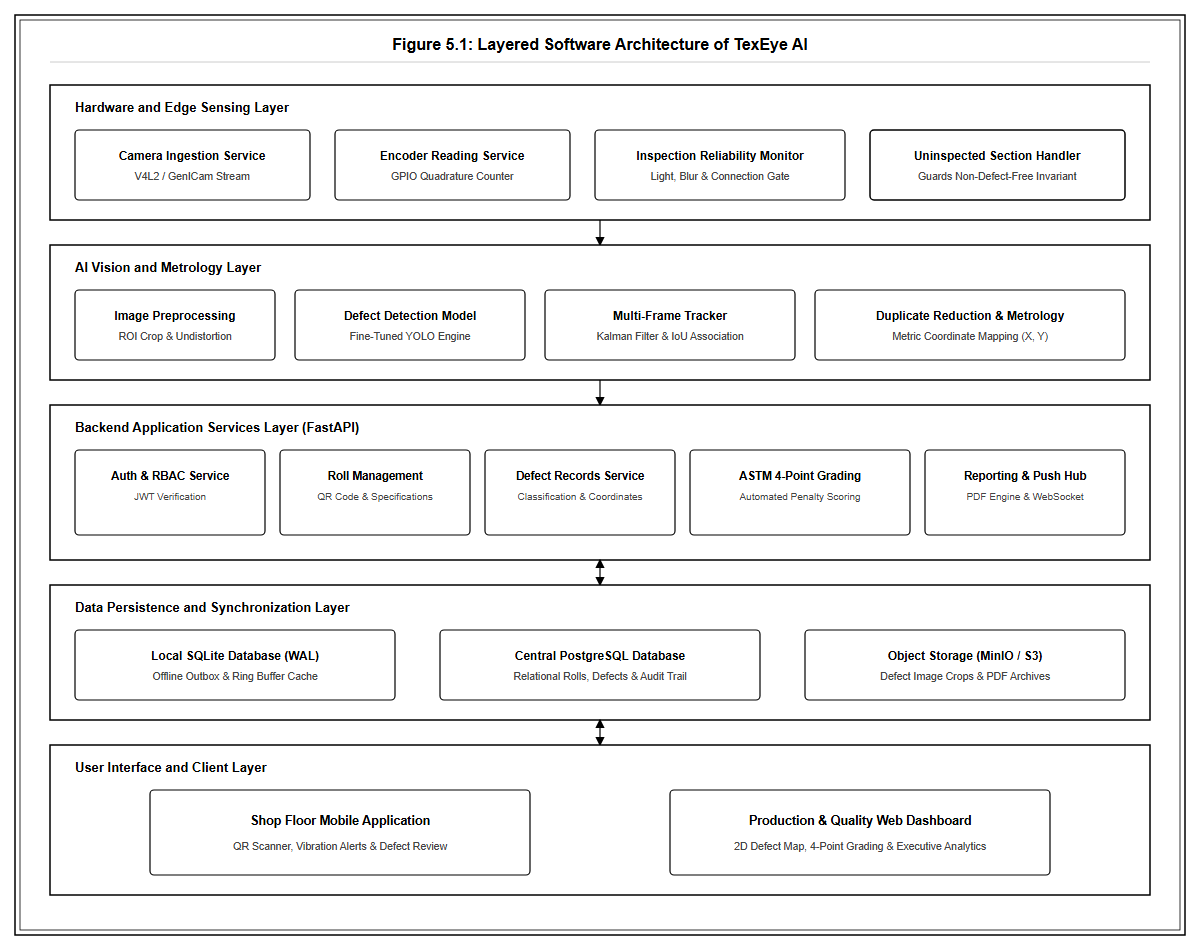 Figure 5.1: Layered Software Architecture of TexEye AI
Hardware and Edge Sensing Layer
Camera Ingestion Service
V4L2 / GenICam Stream
Encoder Reading Service
GPIO Quadrature Counter
Inspection Reliability Monitor
Light, Blur & Connection Gate
Uninspected Section Handler
Guards Non-Defect-Free Invariant
AI Vision and Metrology Layer
Image Preprocessing
ROI Crop & Undistortion
Defect Detection Model
Fine-Tuned YOLO Engine
Multi-Frame Tracker
Kalman Filter & IoU Association
Duplicate Reduction & Metrology
Metric Coordinate Mapping (X, Y)
Backend Application Services Layer (FastAPI)
Auth & RBAC Service
JWT Verification
Roll Management
QR Code & Specifications
Defect Records Service
Classification & Coordinates
ASTM 4-Point Grading
Automated Penalty Scoring
Reporting & Push Hub
PDF Engine & WebSocket
Data Persistence and Synchronization Layer
Local SQLite Database (WAL)
Offline Outbox & Ring Buffer Cache
Central PostgreSQL Database
Relational Rolls, Defects & Audit Trail
Object Storage (MinIO / S3)
Defect Image Crops & PDF Archives
User Interface and Client Layer
Shop Floor Mobile Application
QR Scanner, Vibration Alerts & Defect Review
Production & Quality Web Dashboard
2D Defect Map, 4-Point Grading & Executive Analytics